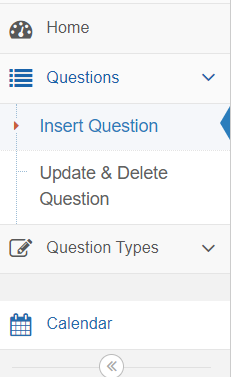 Home
Questions
Insert Question
Update & Delete
Question
Question Types
Calendar